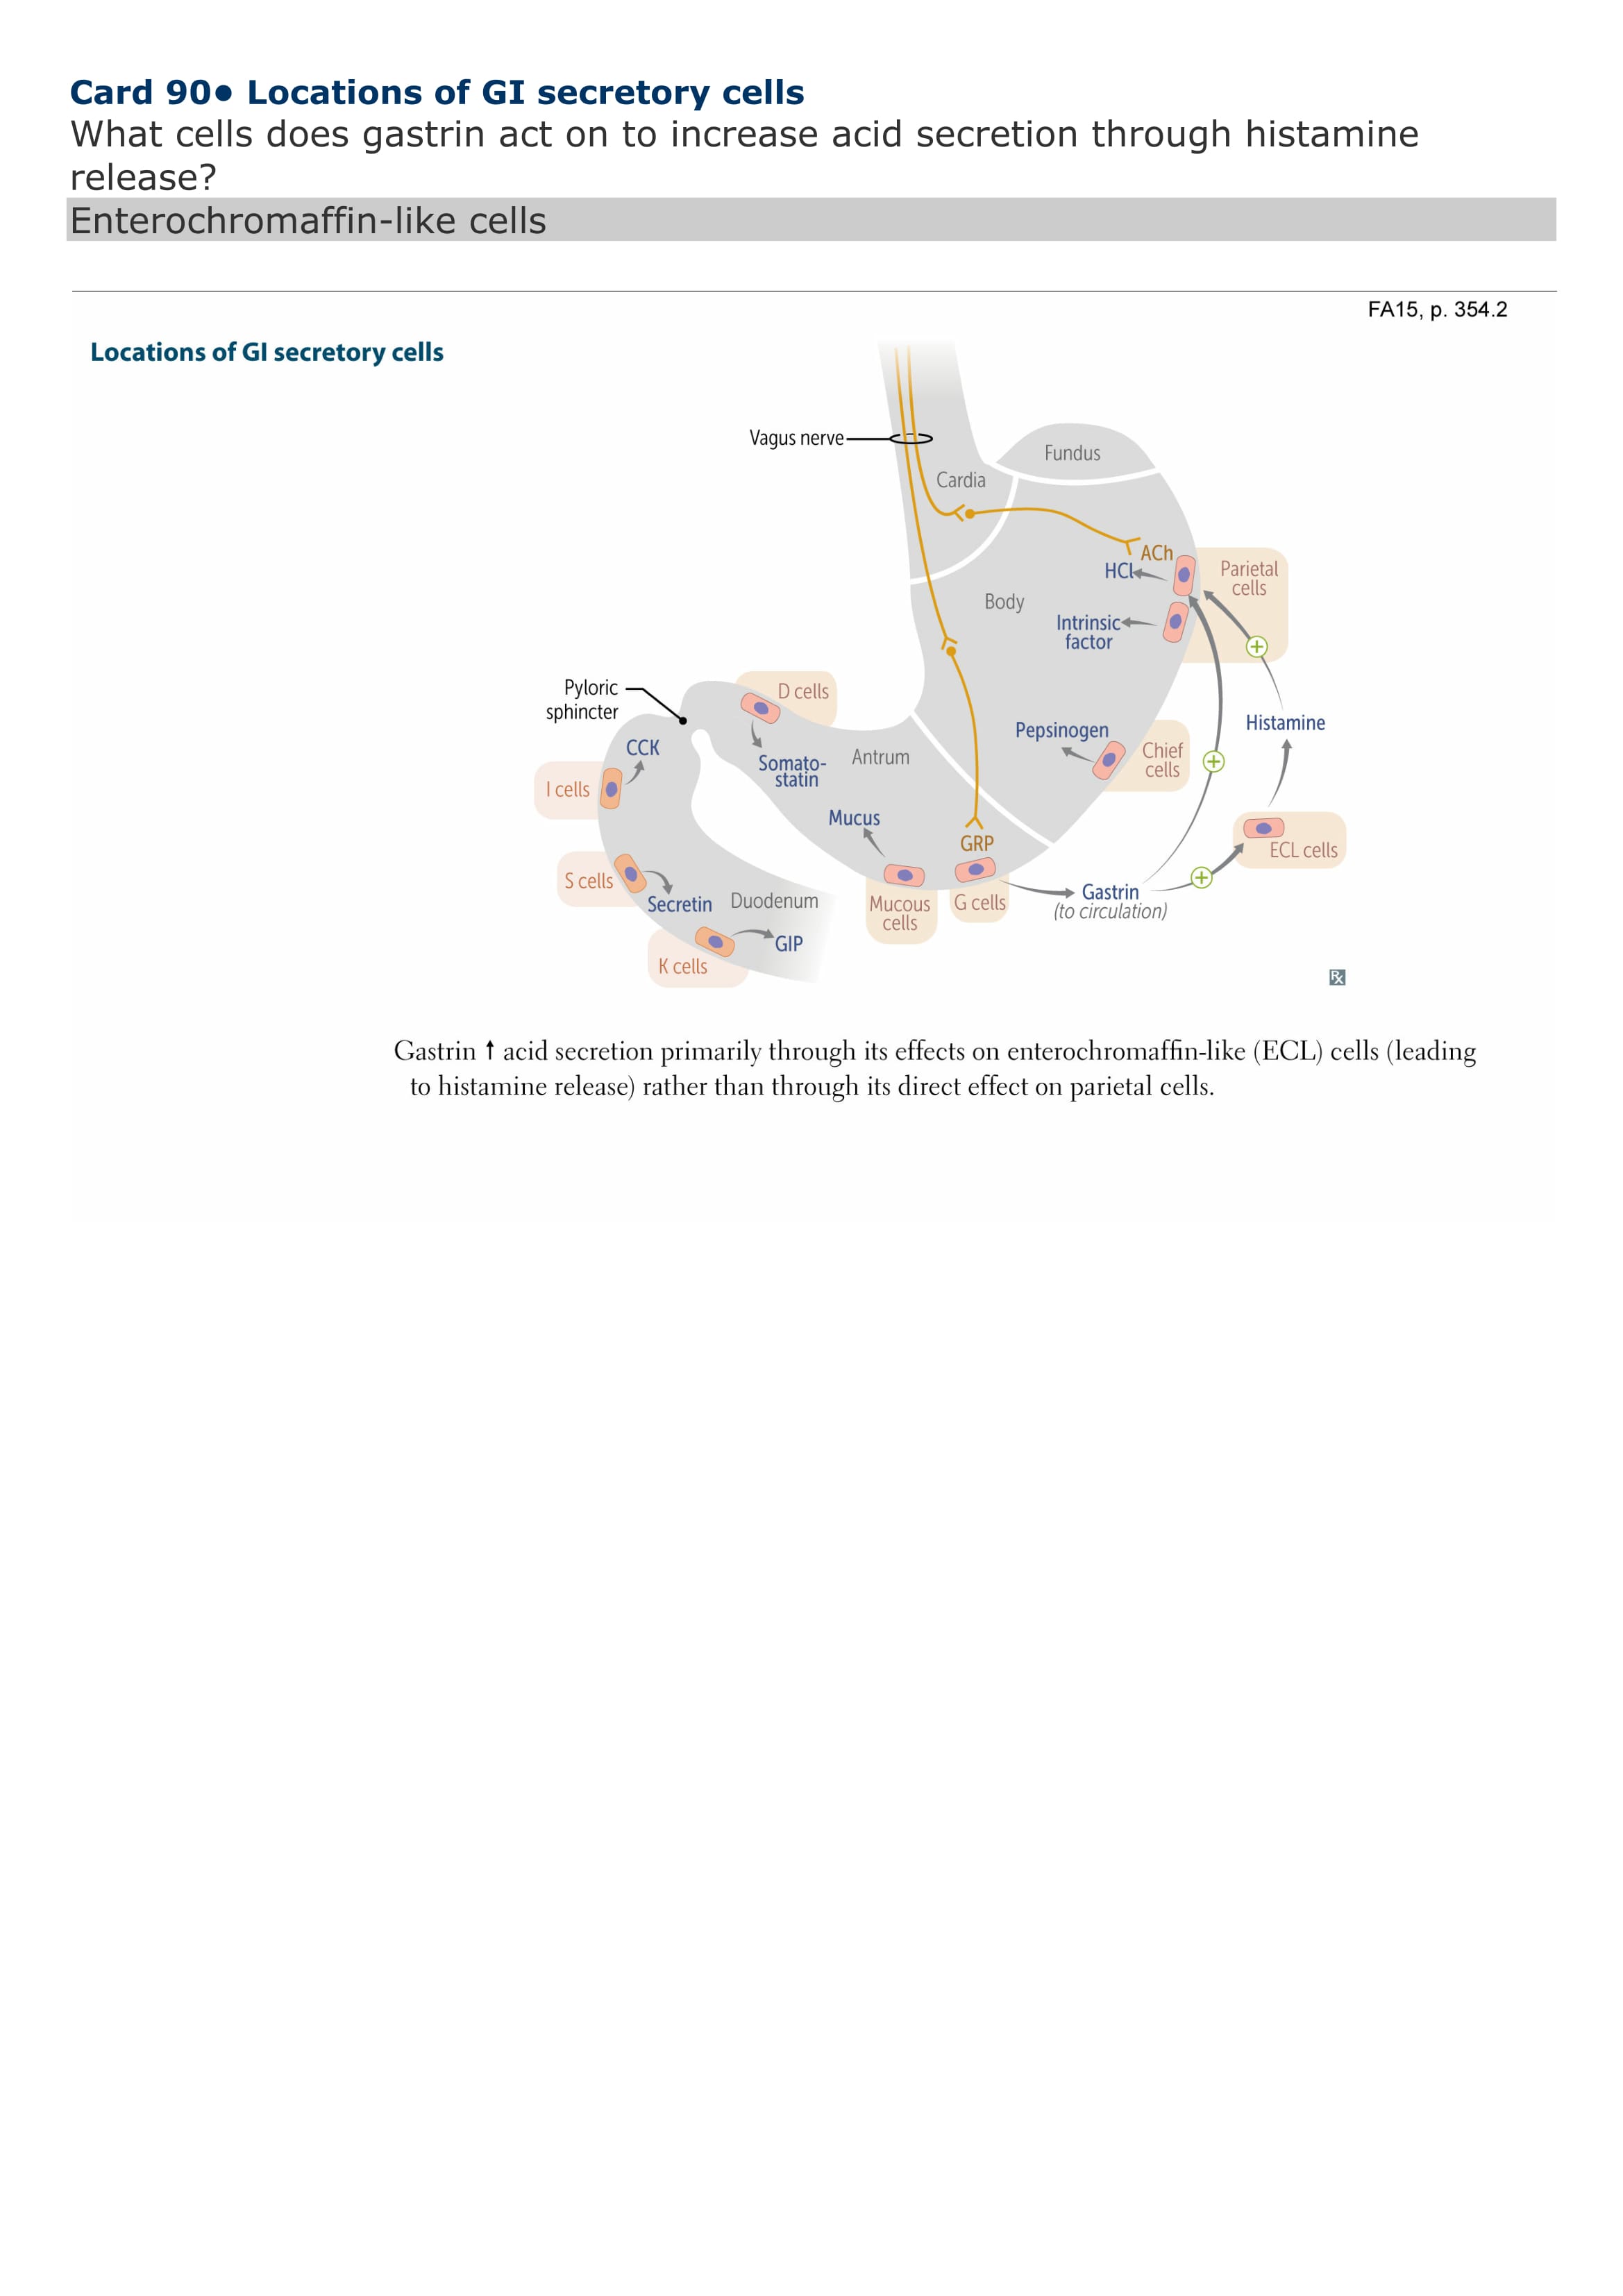 Card 90• Locations of GI secretory cells
What cells does gastrin act on to increase acid secretion through histamine
release?
Enterochromaffin-like cells
FA15, p. 354.2
Locations of GI secretory cells
Vagus nerve
Fundus
Cardia
ACh
HCl
Parietal
cells
Body
Intrinsic
factor
Pyloric
sphincter
D cells
Histamine
Pepsinogen
Chief
cells
CCK
Somato-
statin
Antrum
I cells
Mucus
GRP
ECL cells
S cells
Secretin
Duodenum
Mucous
cells
G cells
Gastrin
(to circulation)
GIP
K cells
Rx
Gastrin ↑ acid secretion primarily through its effects on enterochromaffin-like (ECL) cells (leading
to histamine release) rather than through its direct effect on parietal cells.